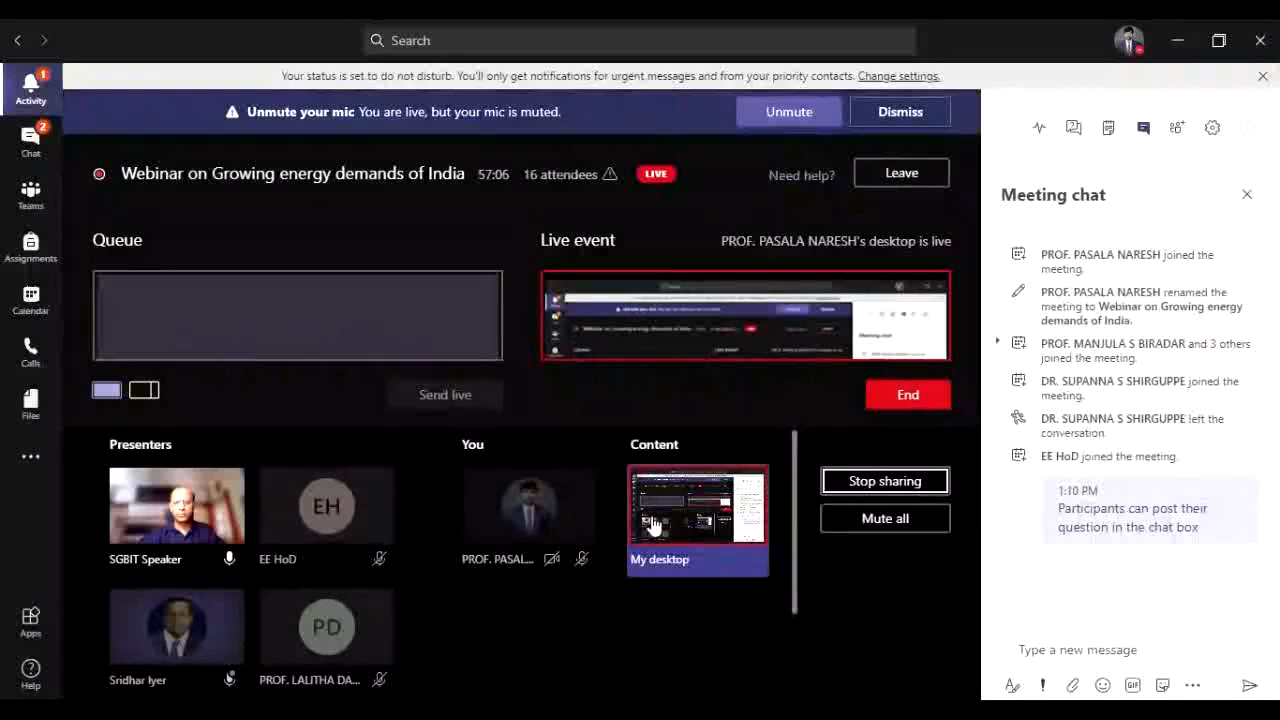 Search
Your status is set to do not disturb. You'll only get notifications for urgent messages and from your priority contacts. Change settings.
1
Activity
2
Chat
Teams
Assignments
Calendar
Calls
Files
Apps
Help
Unmute your mic You are live, but your mic is muted.
Unmute
Dismiss
Webinar on Growing energy demands of India
57:06
16 attendees
LIVE
Need help?
Leave
Queue
Live event
PROF. PASALA NARESH's desktop is live
Send live
End
Presenters
You
Content
SGBIT Speaker
EH
EE HoD
PROF. PASAL...
My desktop
Stop sharing
Mute all
Sridhar Iyer
PD
PROF. LALITHA DA...
Meeting chat
PROF. PASALA NARESH joined the
meeting.
PROF. PASALA NARESH renamed the
meeting to Webinar on Growing energy
demands of India.
PROF. MANJULA S BIRADAR and 3 others
joined the meeting.
DR. SUPANNA S SHIRGUPPE joined the
meeting.
DR. SUPANNA S SHIRGUPPE left the
conversation.
EE HoD joined the meeting.
1:10 PM
Participants can post their
question in the chat box
Type a new message
GIF